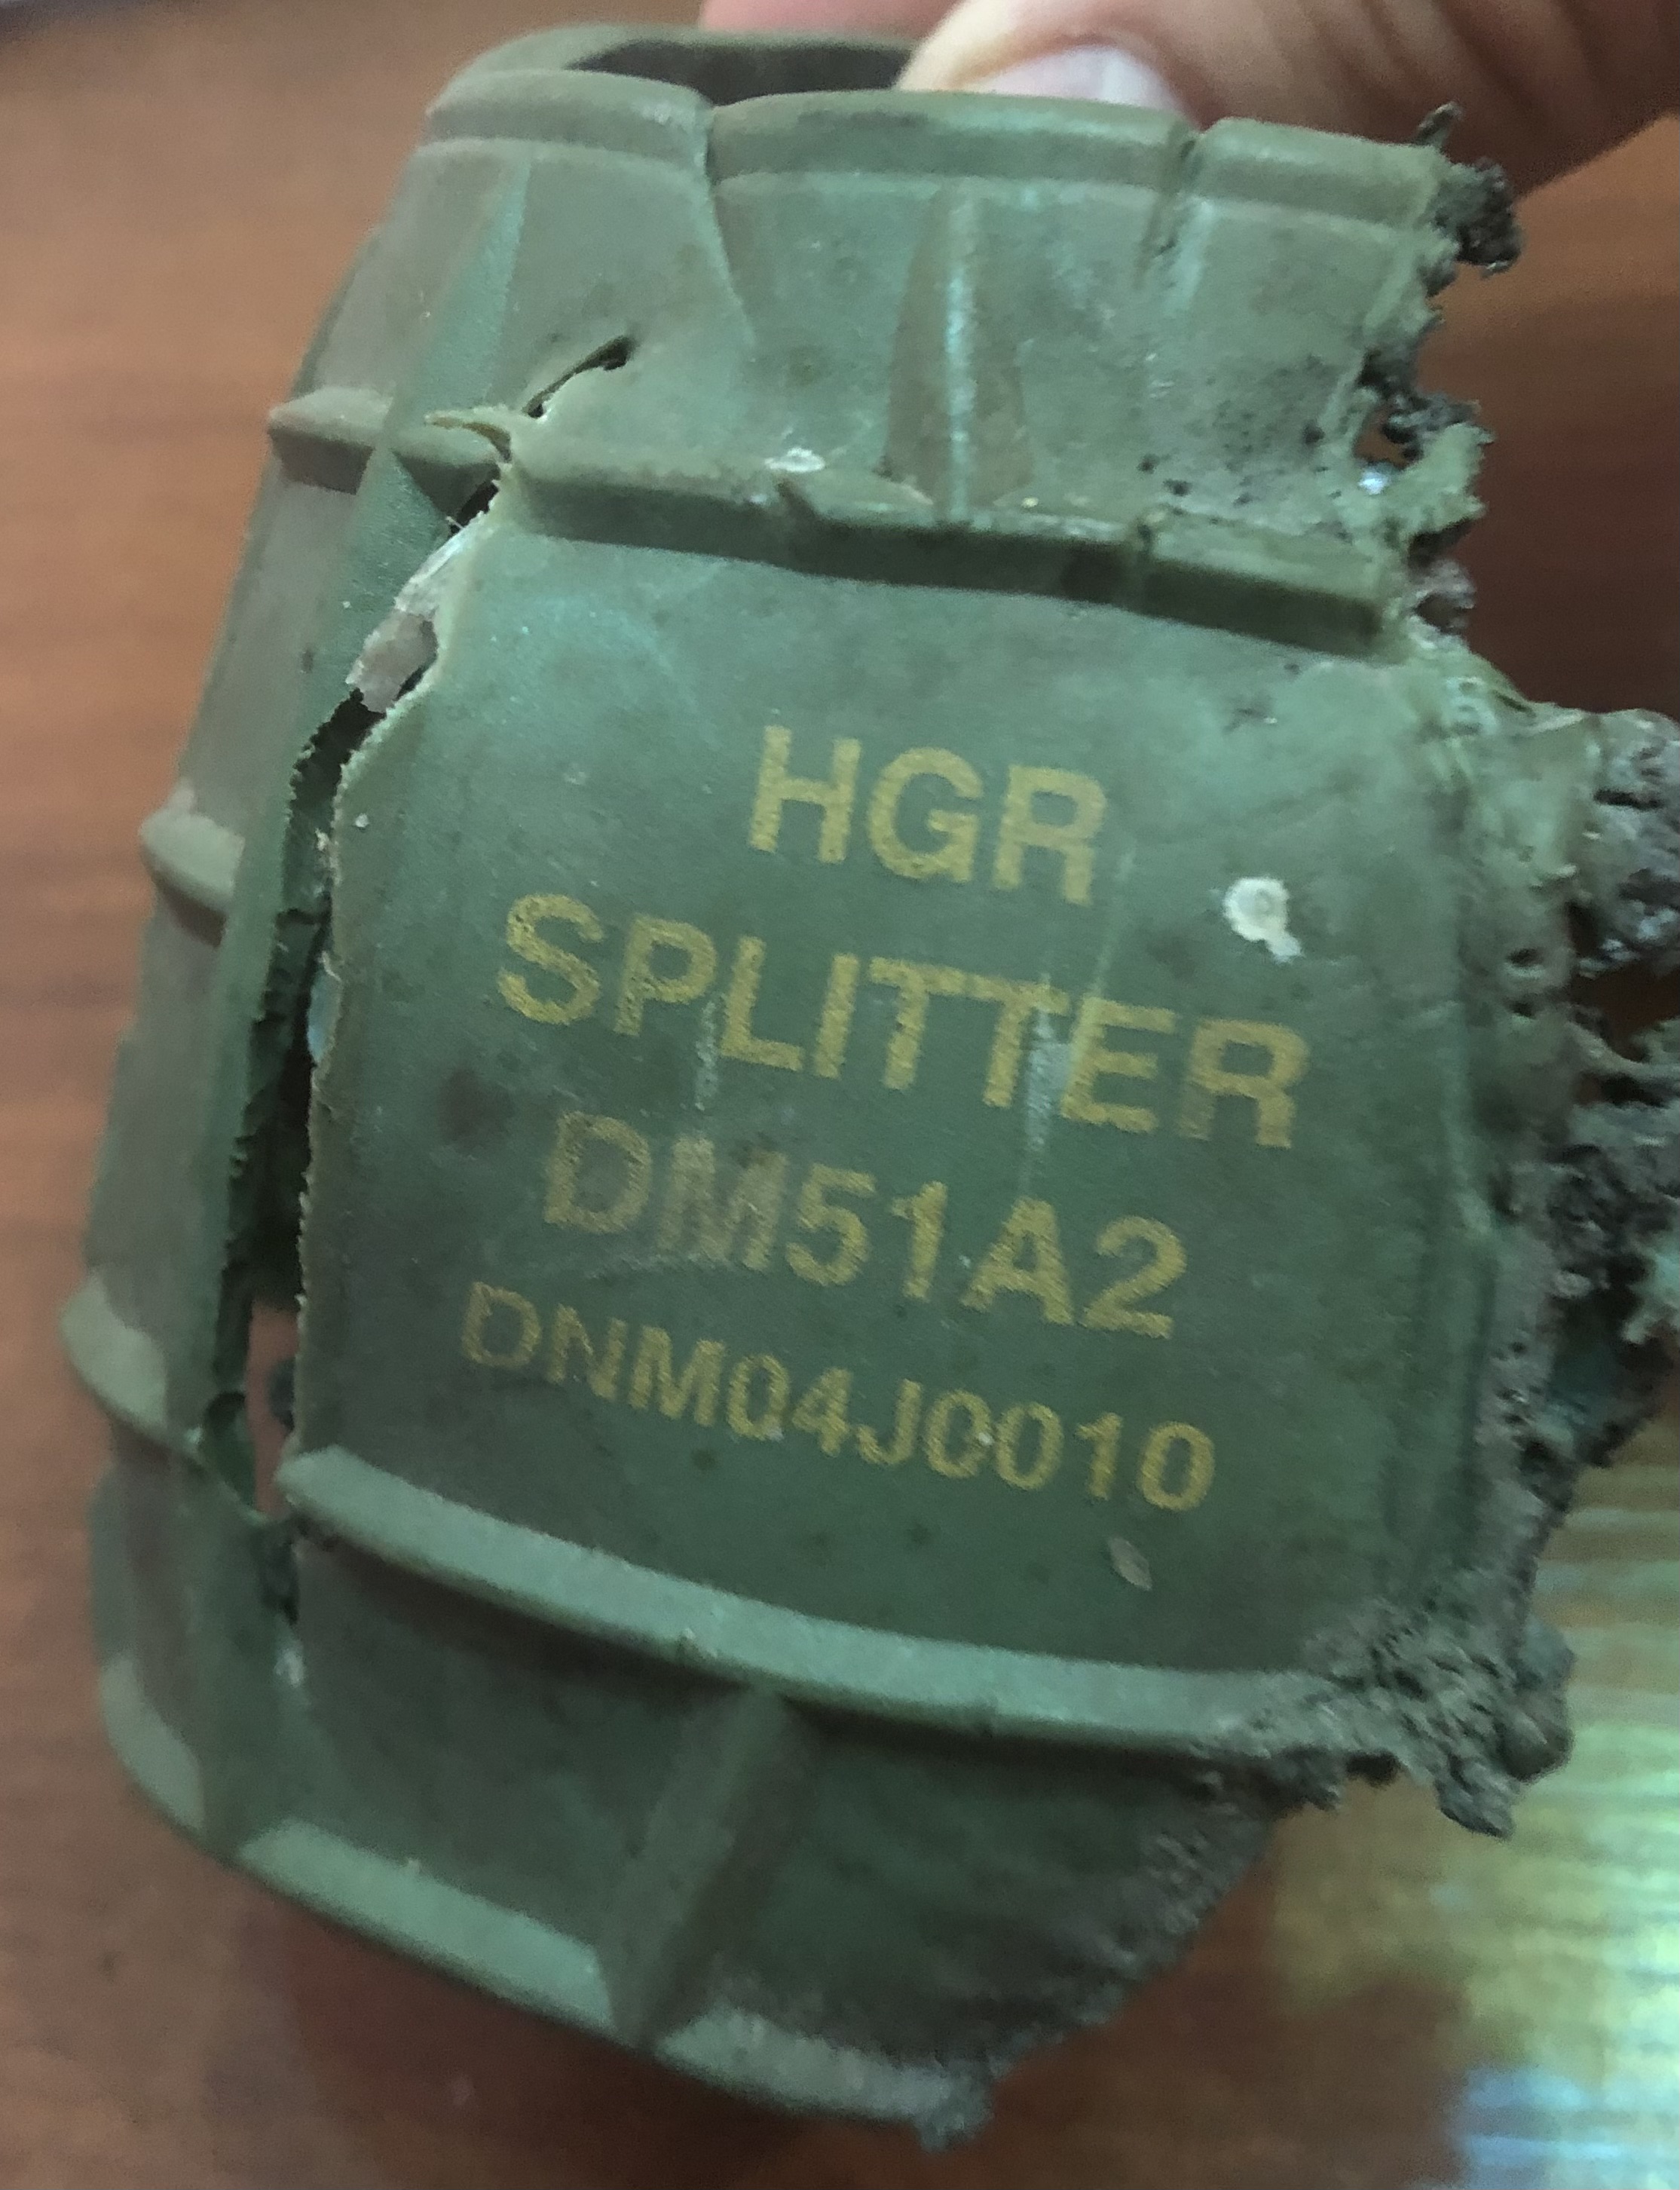 HGR
SPLITTER
DM51A2
DNM04J0010